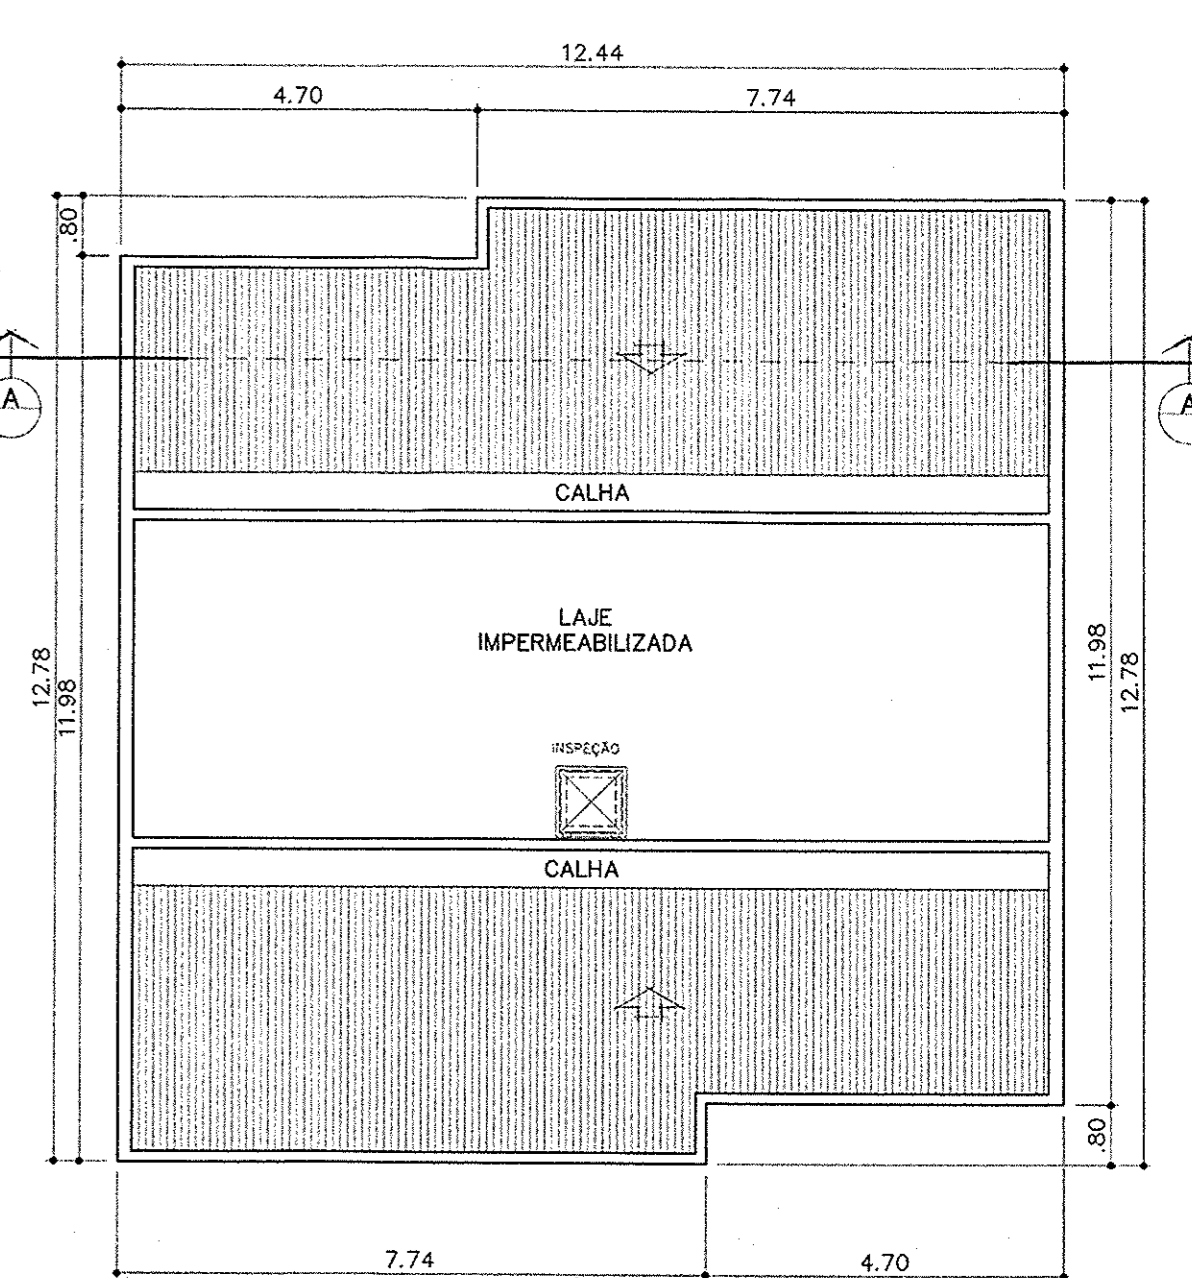 12.44
4.70 7.74
.80
A A
CALHA
LAJE
IMPERMEABILIZADA
12.78 11.98 11.98 12.78
INSPEÇÃO
CALHA
.80
7.74 4.70